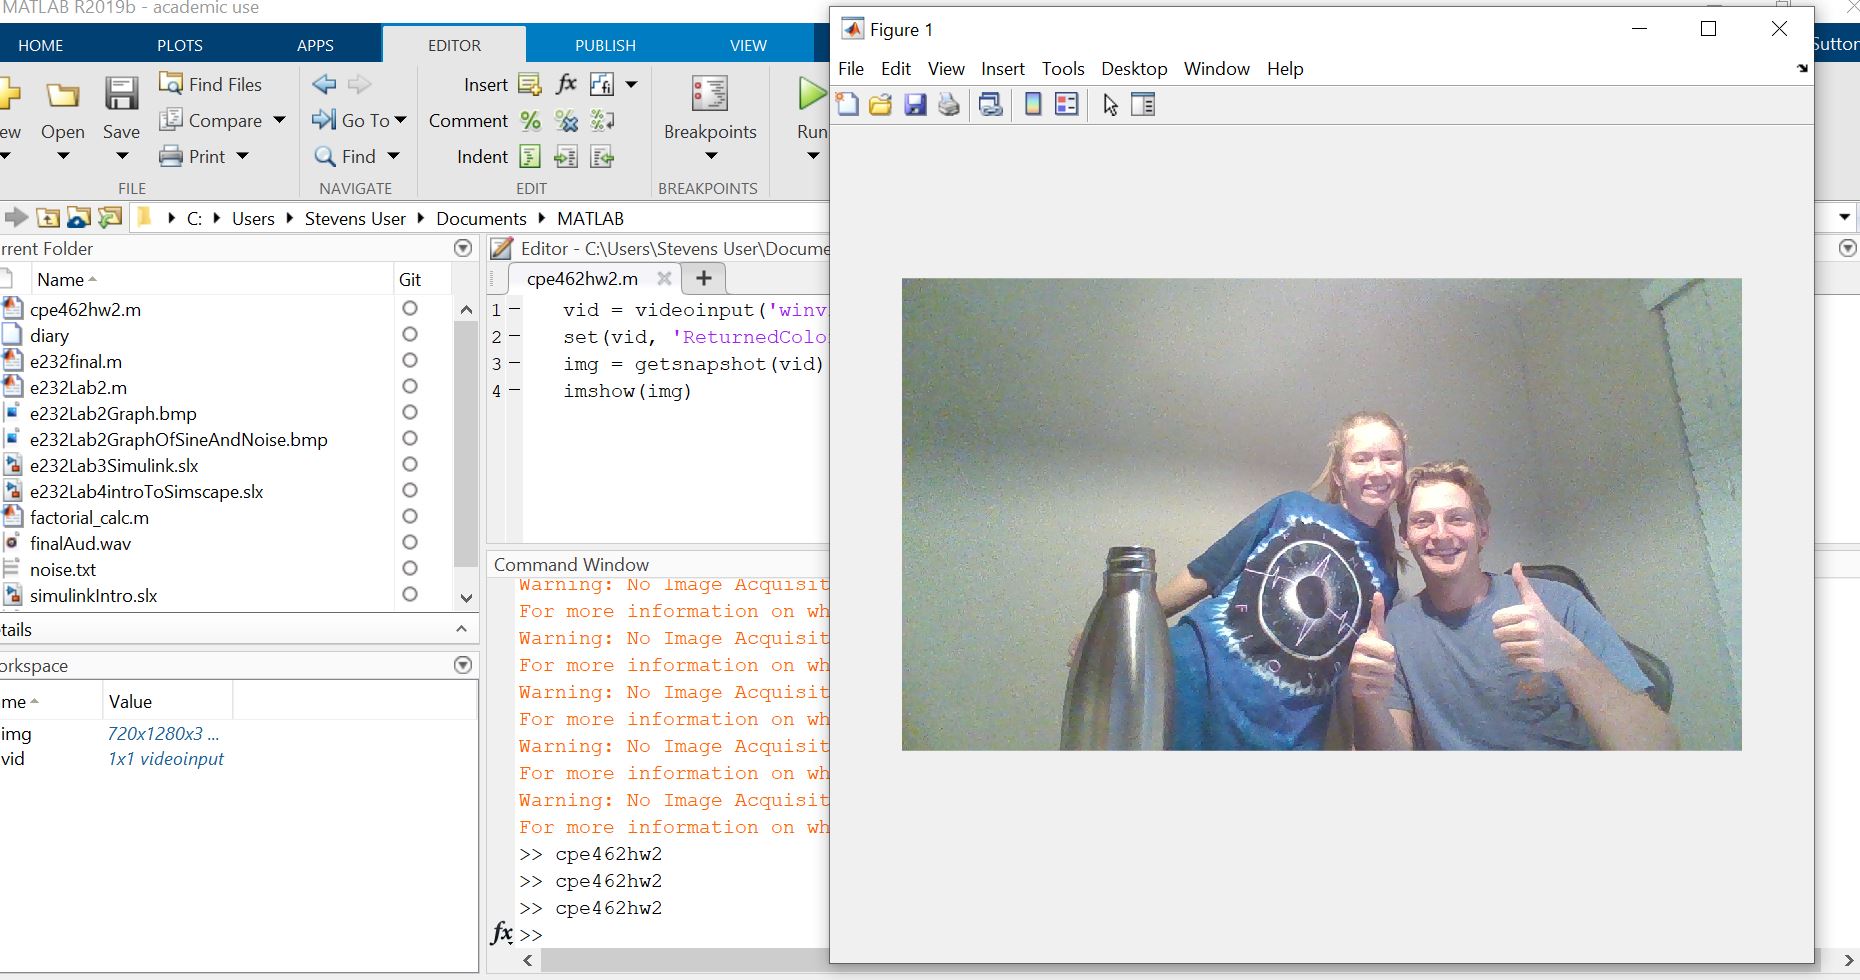 MATLAB R2019b - academic use
HOME PLOTS APPS EDITOR PUBLISH VIEW
Find Files Insert
Open Save Compare Go To Comment Breakpoints Run
Print Find Indent
FILE NAVIGATE EDIT BREAKPOINTS
C: Users Stevens User Documents MATLAB
rrent Folder
Name Git
cpe462hw2.m
diary
e232final.m
e232Lab2.m
e232Lab2Graph.bmp
e232Lab2GraphOfSineAndNoise.bmp
e232Lab3Simulink.slx
e232Lab4introToSimscape.slx
factorial_calc.m
finalAud.wav
noise.txt
simulinkIntro.slx
tails
orkspace
me Value
img 720x1280x3 ...
vid 1x1 videoinput
Editor - C:\Users\Stevens User\Docume
cpe462hw2.m
1 vid = videoinput('winv
2 set(vid, 'ReturnedColo
3 img = getsnapshot(vid)
4 imshow(img)
Command Window
Warning: No Image Acquisit
For more information on wh
Warning: No Image Acquisit
For more information on wh
Warning: No Image Acquisit
For more information on wh
Warning: No Image Acquisit
For more information on wh
Warning: No Image Acquisit
For more information on wh
>> cpe462hw2
>> cpe462hw2
>> cpe462hw2
fx >>
Figure 1
File Edit View Insert Tools Desktop Window Help